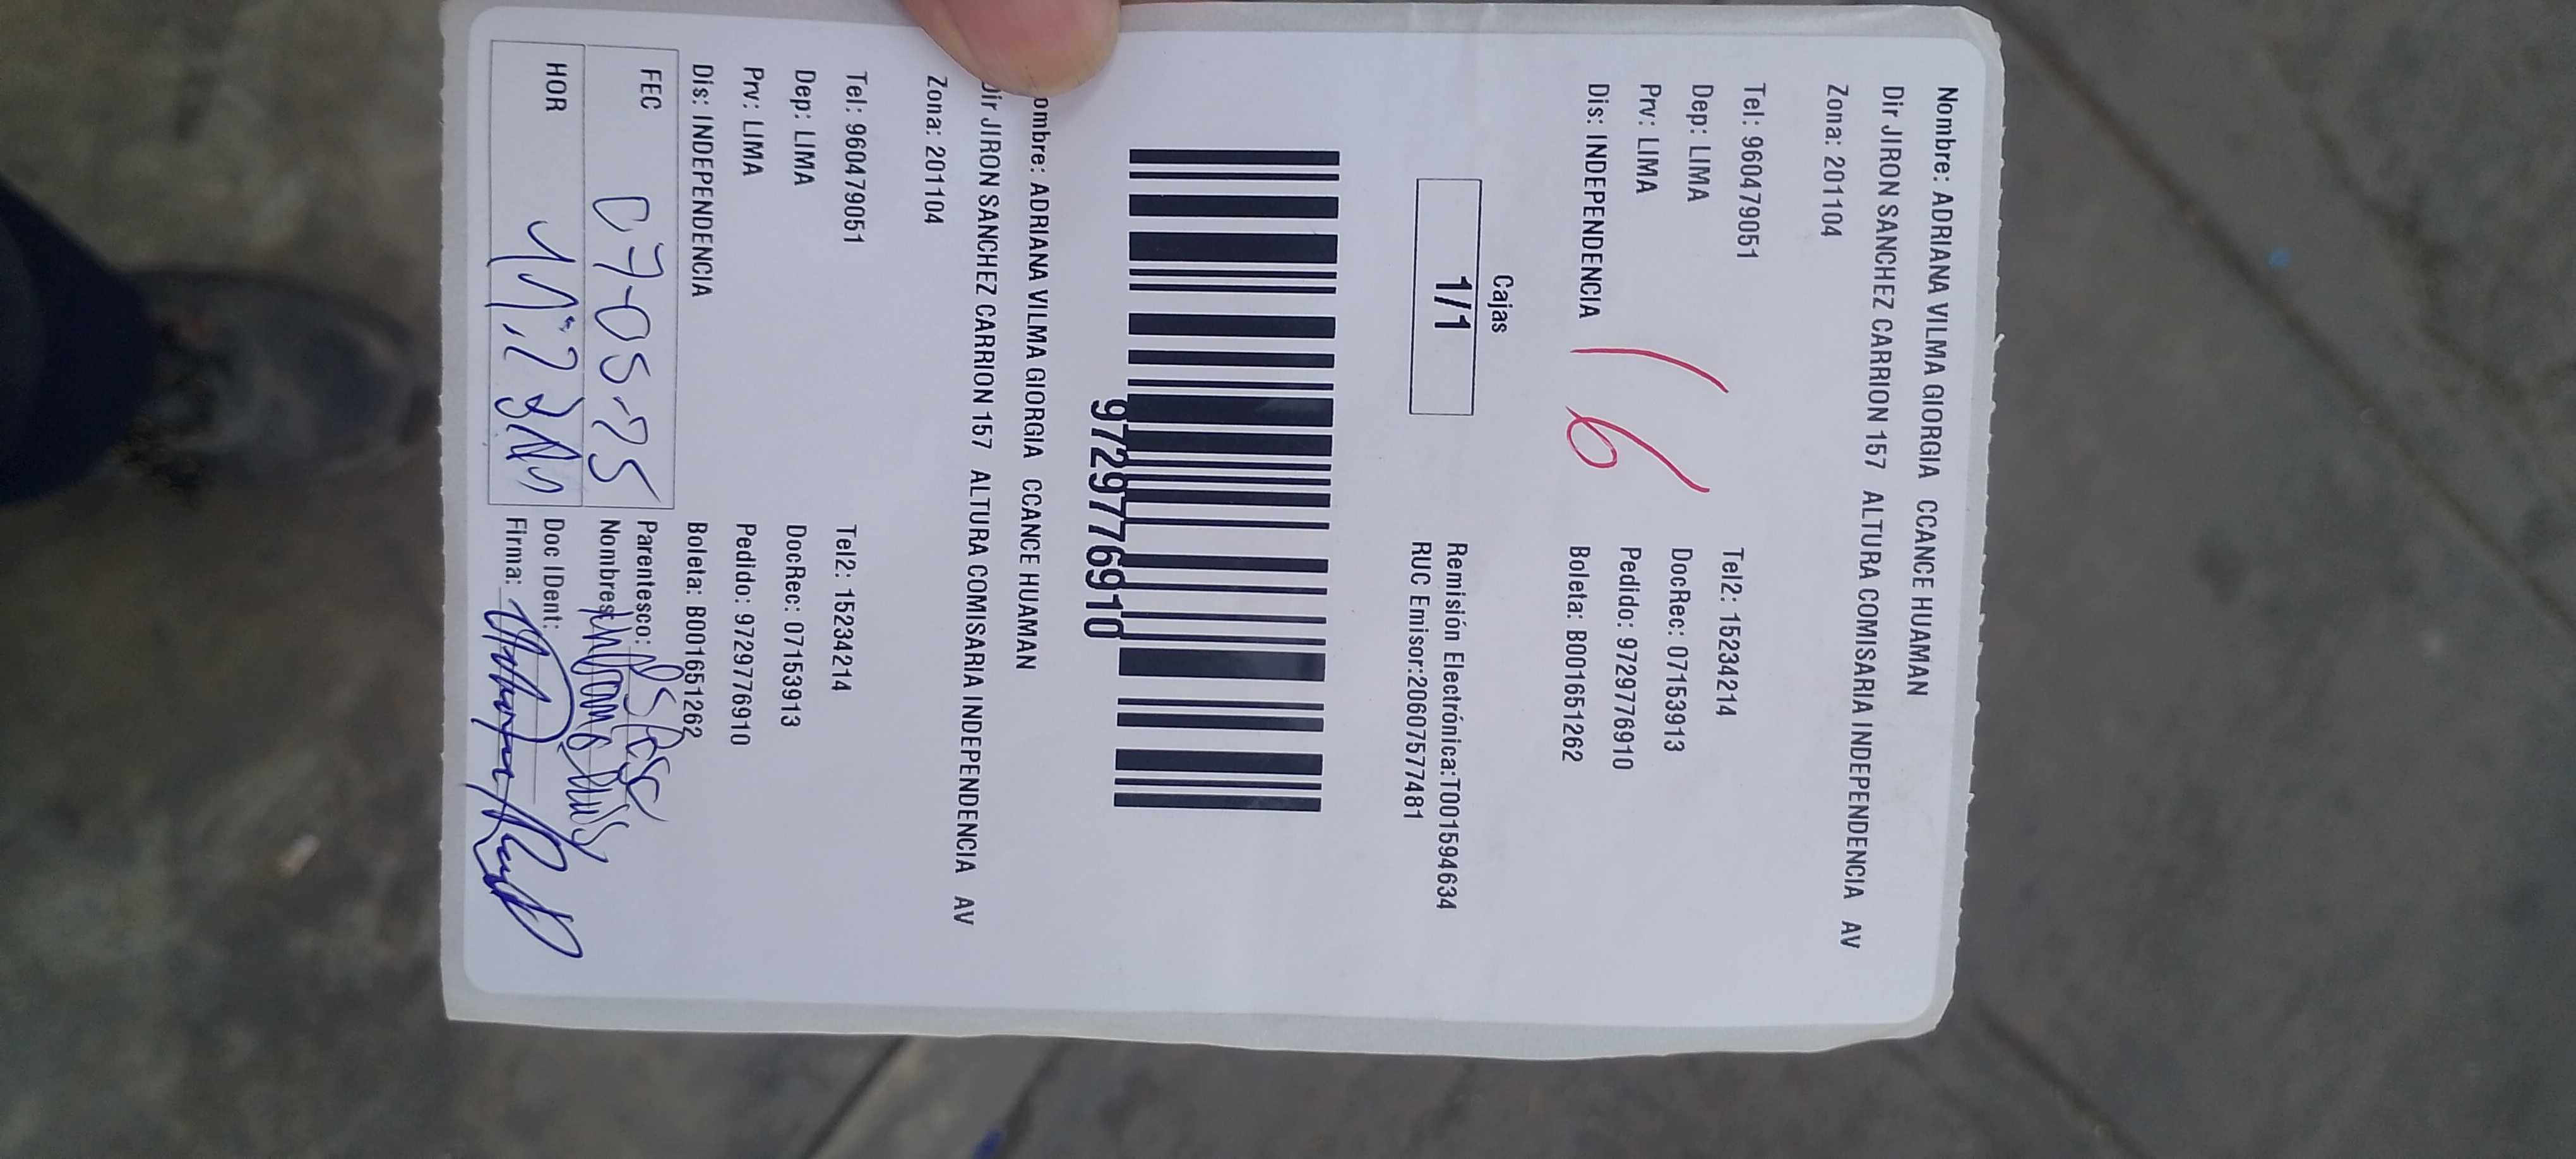 Nombre: ADRIANA VILMA GIORGIA CCANCE HUAMAN
Dir JIRON SANCHEZ CARRION 157 ALTURA COMISARIA INDEPENDENCIA AV
Zona: 201104
Tel: 960479051 Tel2: 15234214
Dep: LIMA DocRec: 07153913
Prv: LIMA Pedido: 97297776910
Dis: INDEPENDENCIA Boleta: B001651262
16
Cajas
1/1
Remisión Electrónica:T001594634
RUC Emisor:20607577481
97297776910
ombre: ADRIANA VILMA GIORGIA CCANCE HUAMAN
Dir JIRON SANCHEZ CARRION 157 ALTURA COMISARIA INDEPENDENCIA AV
Zona: 201104
Tel: 960479051 Tel2: 15234214
Dep: LIMA DocRec: 07153913
Prv: LIMA Pedido: 97297776910
Dis: INDEPENDENCIA Boleta: B001651262
FEC 07-05-25
HOR
Parentesco:
Nombres
Doc IDent:
Firma: